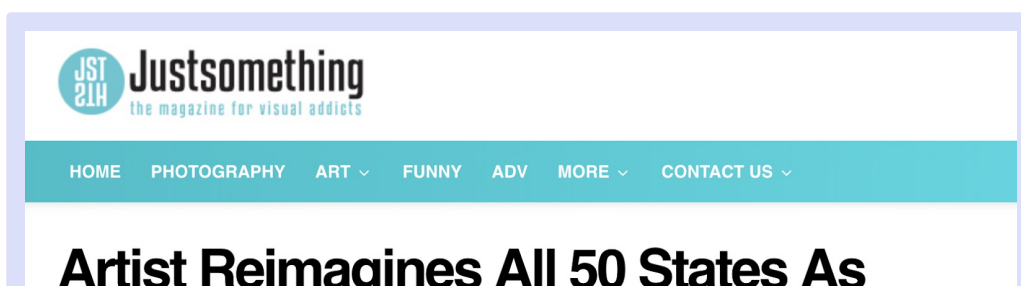 JST
STH
Justsomething
the magazine for visual addicts
HOME PHOTOGRAPHY ART FUNNY ADV MORE CONTACT US
Artist Reimagines All 50 States As